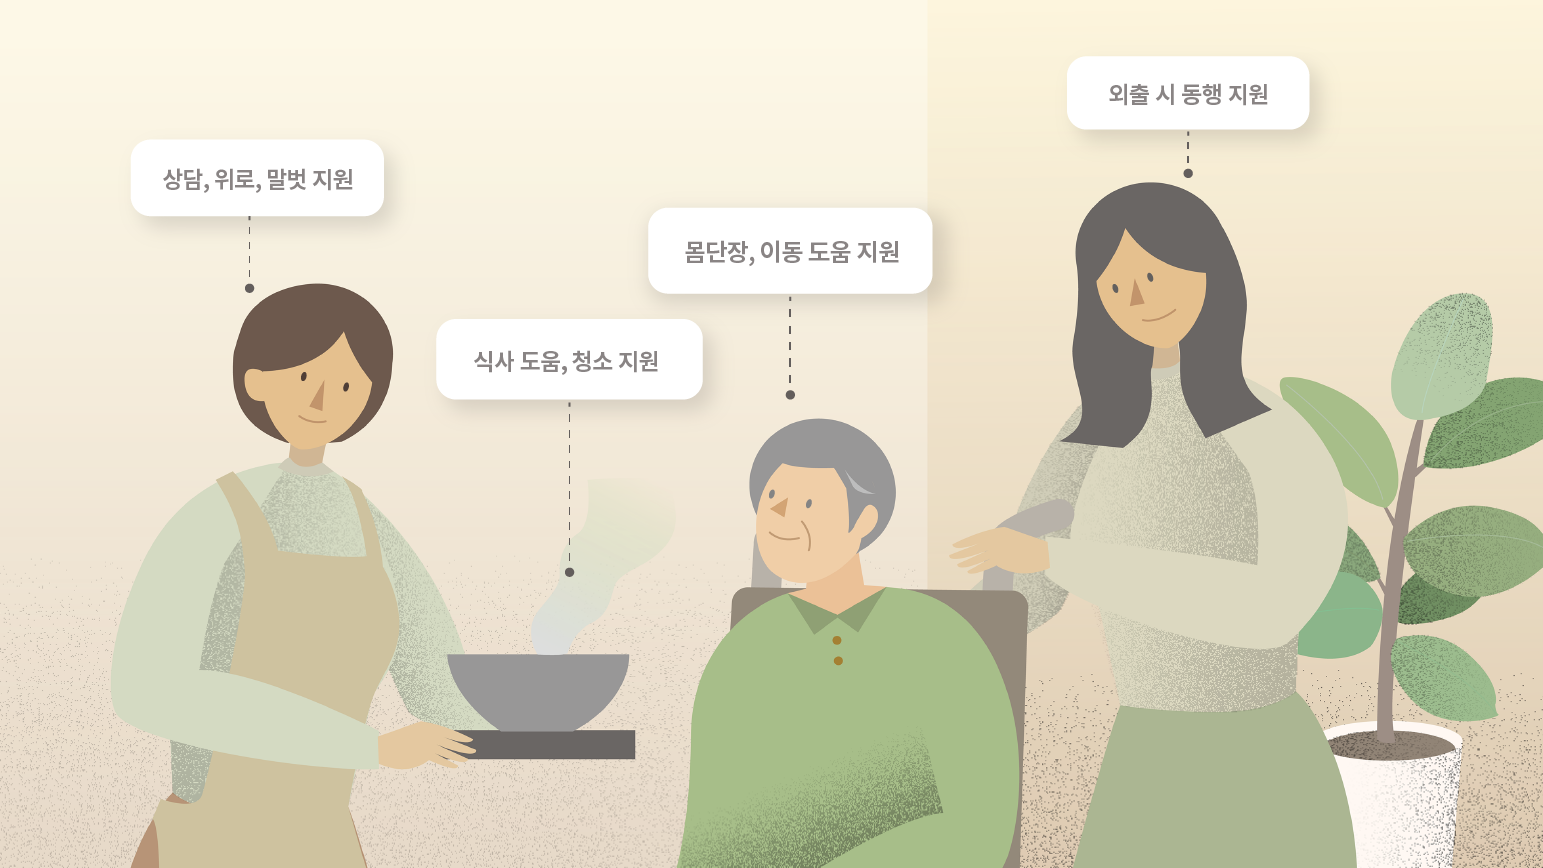 외출 시 동행 지원
상담, 위로, 말벗 지원
몸단장, 이동 도움 지원
식사 도움, 청소 지원